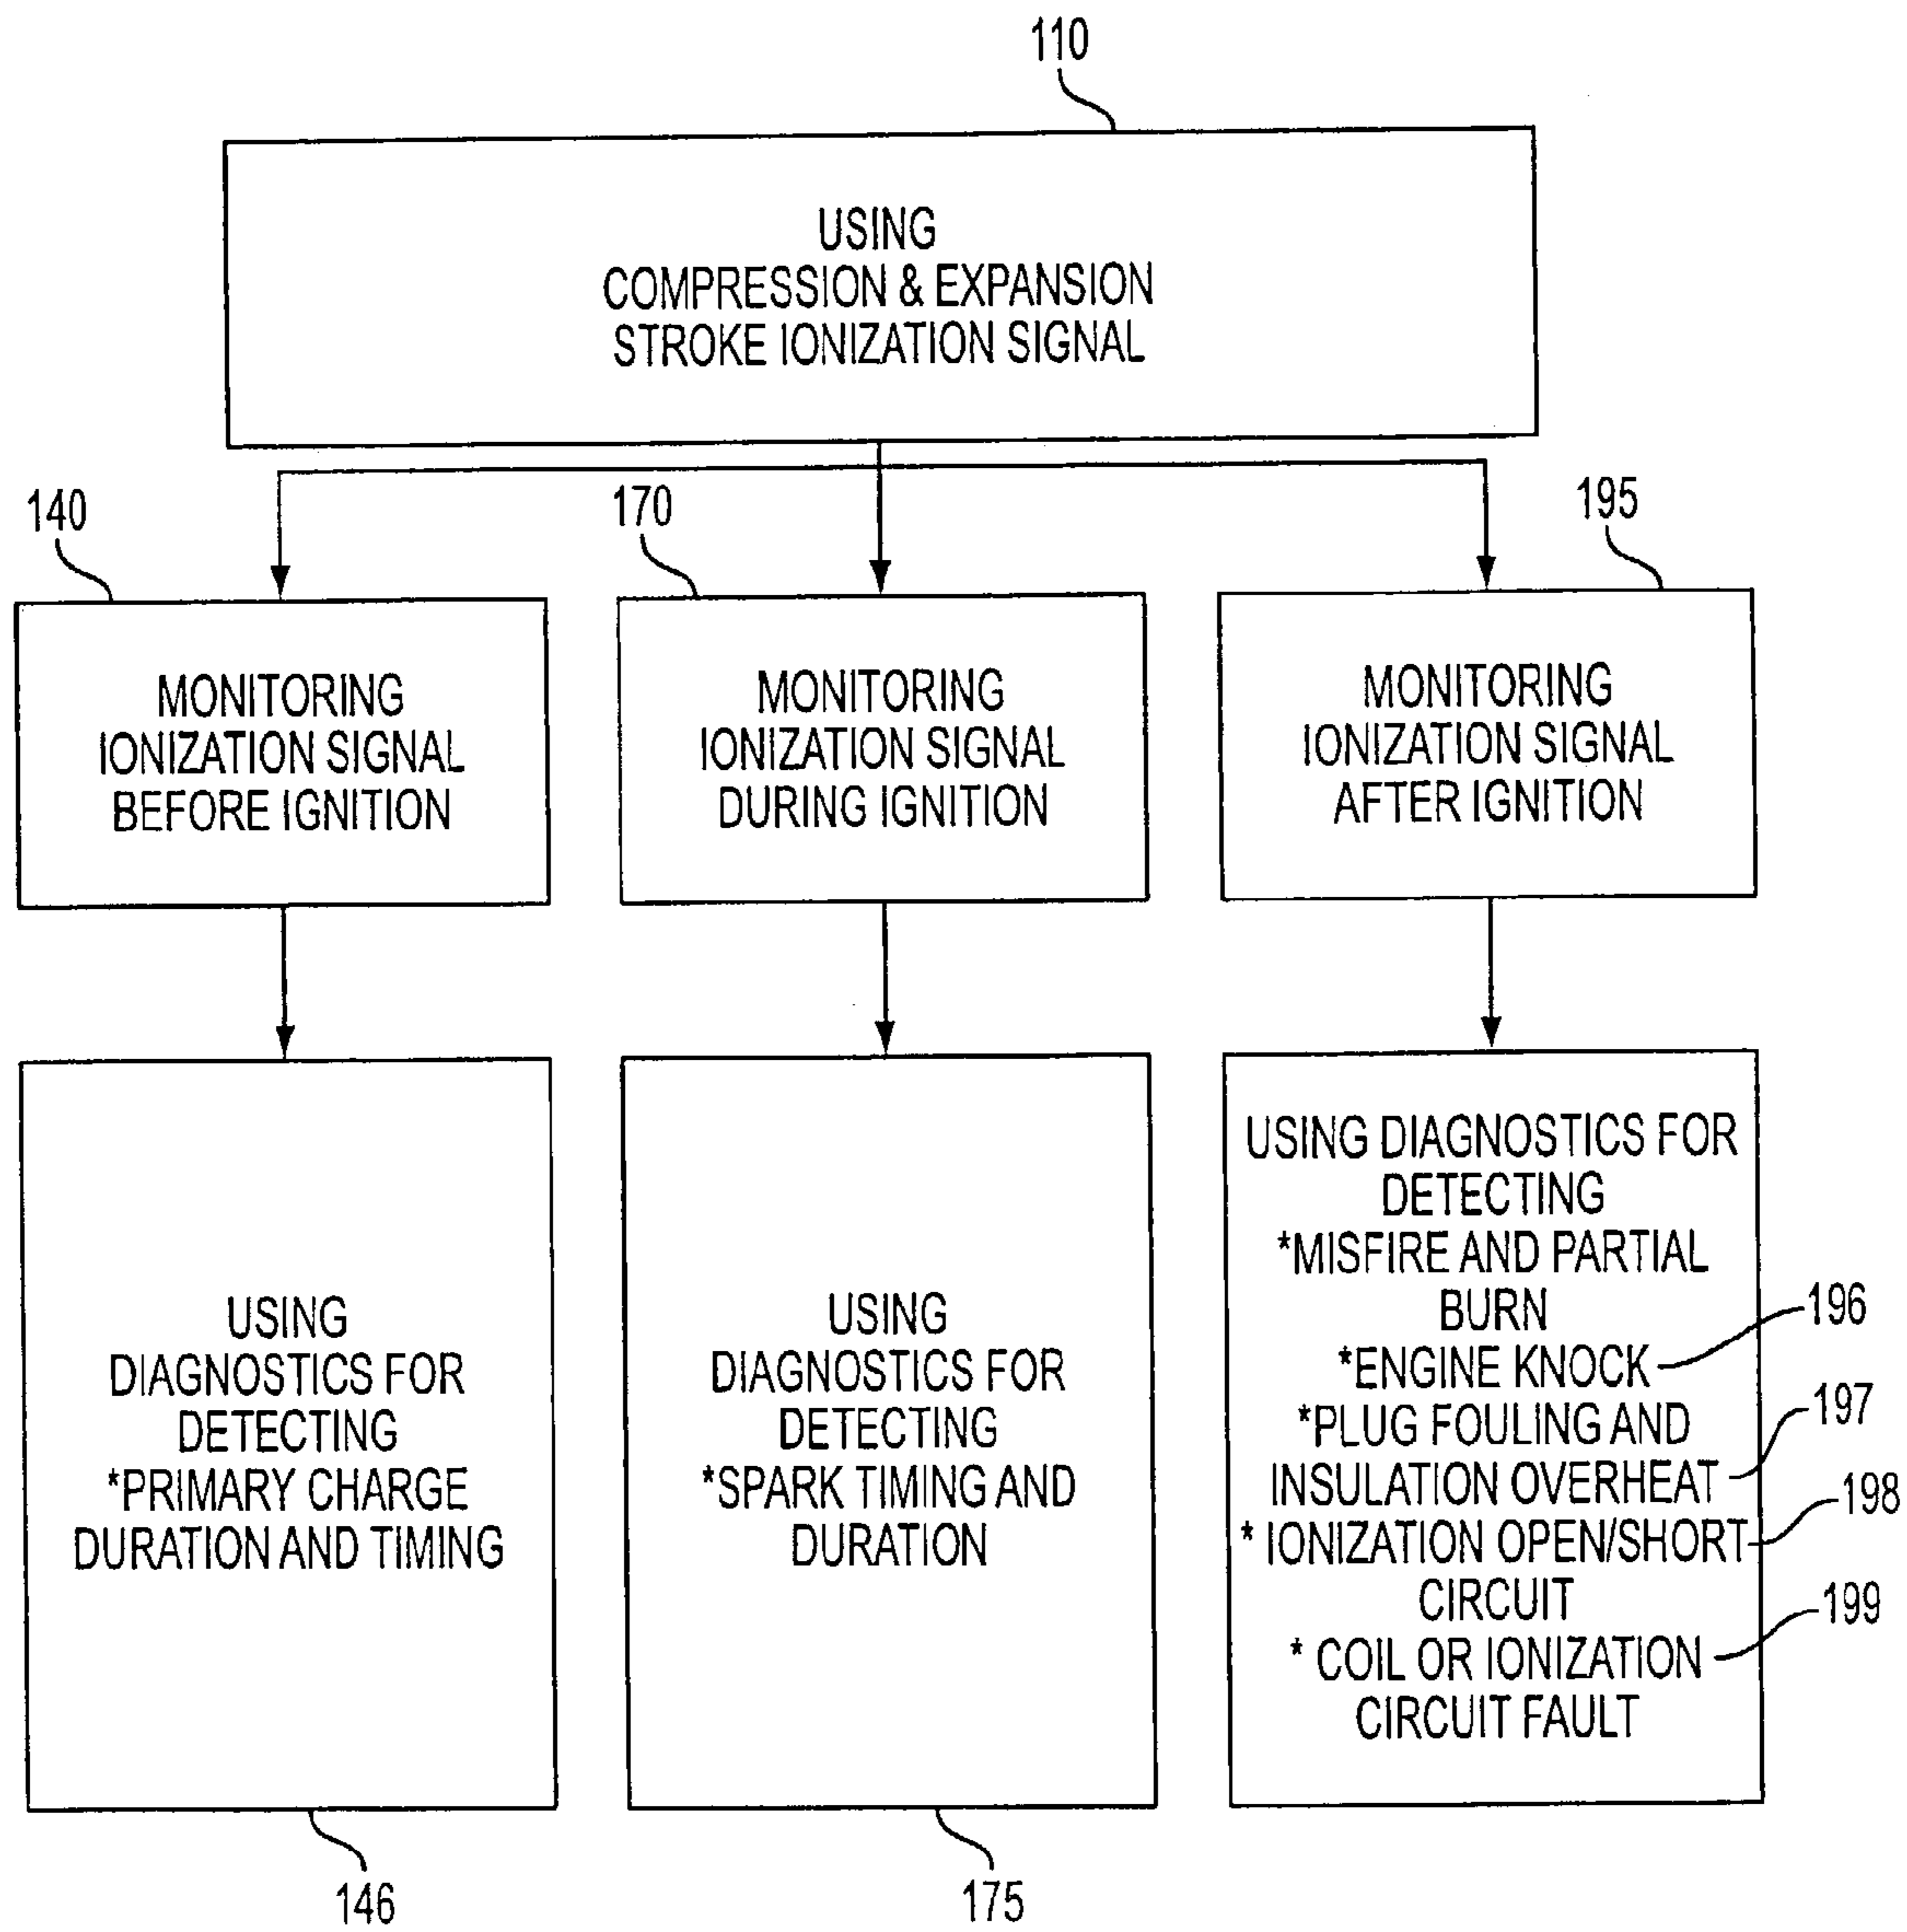 110
USING
COMPRESSION & EXPANSION
STROKE IONIZATION SIGNAL
140
MONITORING
IONIZATION SIGNAL
BEFORE IGNITION
170
MONITORING
IONIZATION SIGNAL
DURING IGNITION
195
MONITORING
IONIZATION SIGNAL
AFTER IGNITION
USING
DIAGNOSTICS FOR
DETECTING
*PRIMARY CHARGE
DURATION AND TIMING
146
USING
DIAGNOSTICS FOR
DETECTING
*SPARK TIMING AND
DURATION
175
USING DIAGNOSTICS FOR
DETECTING
*MISFIRE AND PARTIAL
BURN
*ENGINE KNOCK
196
*PLUG FOULING AND
INSULATION OVERHEAT
197
* IONIZATION OPEN/SHORT
CIRCUIT
198
* COIL OR IONIZATION
CIRCUIT FAULT
199